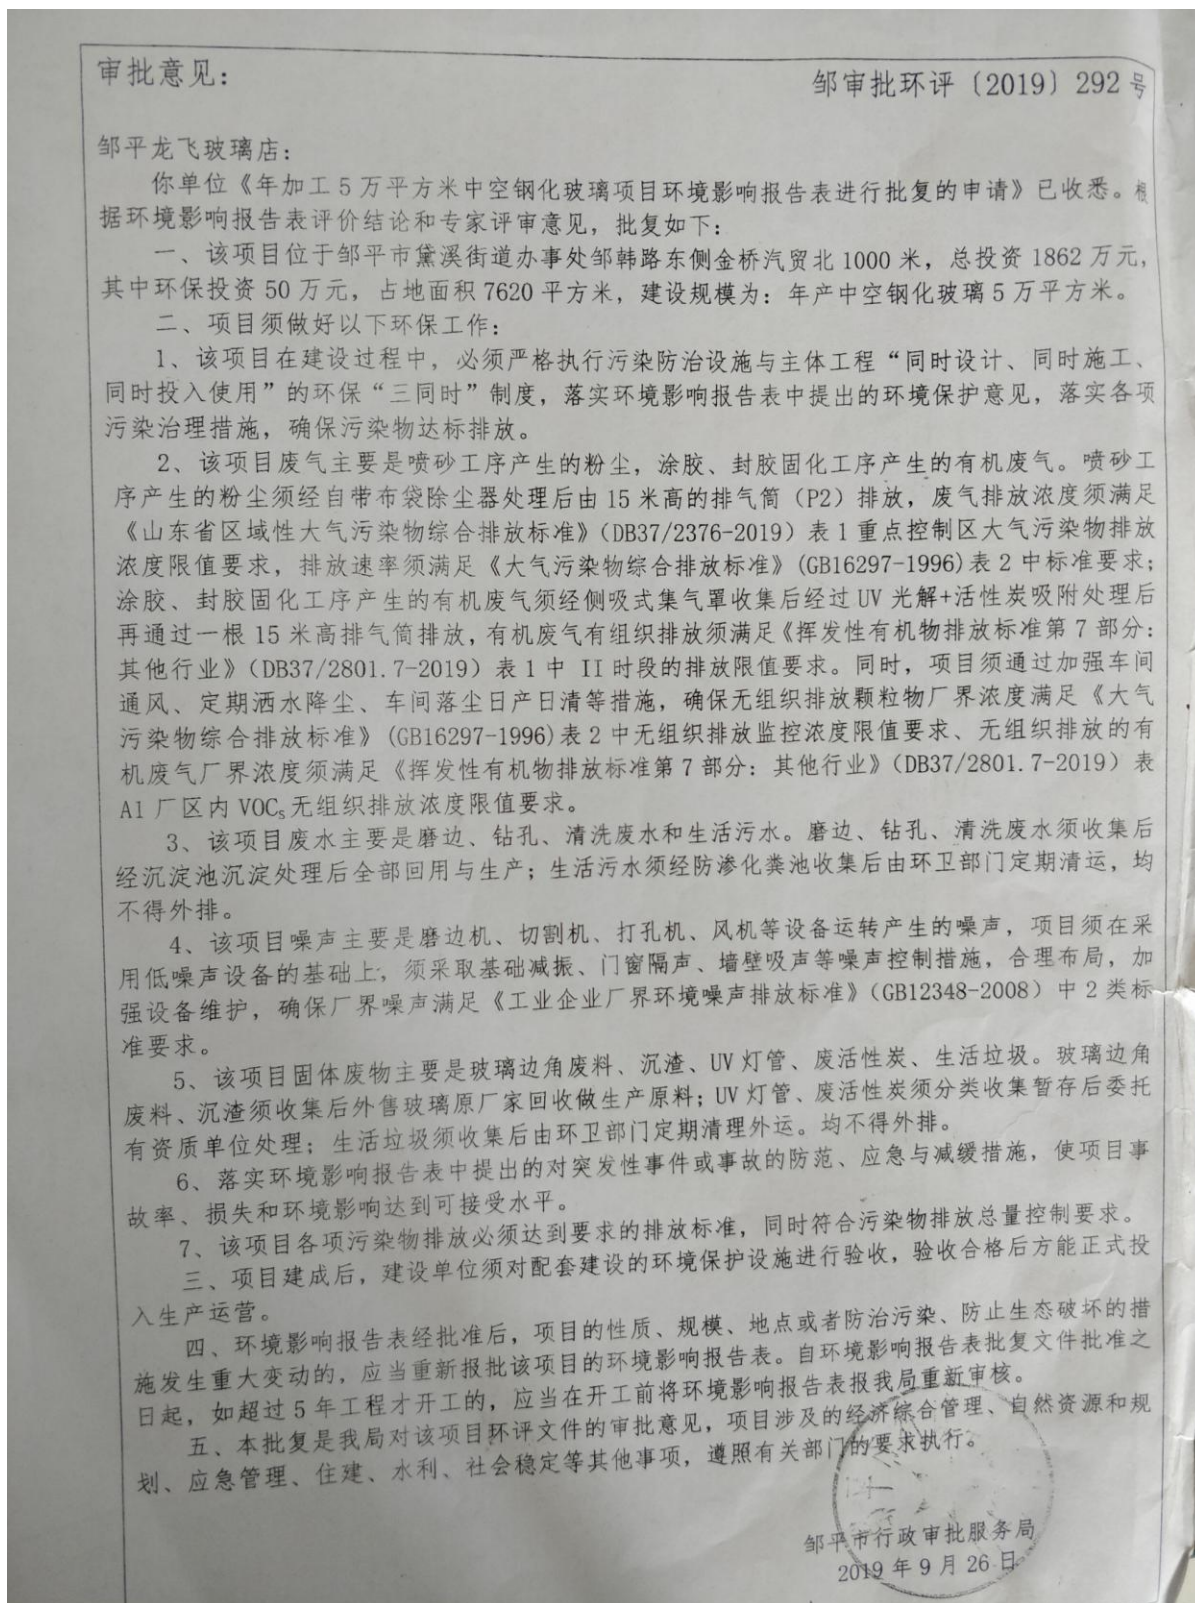 审批意见：
邹审批环评〔2019〕292号
邹平龙飞玻璃店：
你单位《年加工5万平方米中空钢化玻璃项目环境影响报告表进行批复的申请》已收悉。根
据环境影响报告表评价结论和专家评审意见，批复如下：
一、该项目位于邹平市黛溪街道办事处邹韩路东侧金桥汽贸北1000米，总投资1862万元，
其中环保投资50万元，占地面积7620平方米，建设规模为：年产中空钢化玻璃5万平方米。
二、项目须做好以下环保工作：
1、该项目在建设过程中，必须严格执行污染防治设施与主体工程“同时设计、同时施工、
同时投入使用”的环保“三同时”制度，落实环境影响报告表中提出的环境保护意见，落实各项
污染治理措施，确保污染物达标排放。
2、该项目废气主要是喷砂工序产生的粉尘，涂胶、封胶固化工序产生的有机废气。喷砂工
序产生的粉尘须经自带布袋除尘器处理后由15米高的排气筒（P2）排放，废气排放浓度须满足
《山东省区域性大气污染物综合排放标准》（DB37/2376-2019）表1重点控制区大气污染物排放
浓度限值要求，排放速率须满足《大气污染物综合排放标准》（GB16297-1996）表2中标准要求；
涂胶、封胶固化工序产生的有机废气须经侧吸式集气罩收集后经过UV光解+活性炭吸附处理后
再通过一根15米高排气筒排放，有机废气有组织排放须满足《挥发性有机物排放标准第7部分：
其他行业》（DB37/2801.7-2019）表1中 II时段的排放限值要求。同时，项目须通过加强车间
通风、定期洒水降尘、车间落尘日产日清等措施，确保无组织排放颗粒物厂界浓度满足《大气
污染物综合排放标准》（GB16297-1996）表2中无组织排放监控浓度限值要求、无组织排放的有
机废气厂界浓度须满足《挥发性有机物排放标准第7部分：其他行业》（DB37/2801.7-2019）表
A1厂区内VOCs无组织排放浓度限值要求。
3、该项目废水主要是磨边、钻孔、清洗废水和生活污水。磨边、钻孔、清洗废水须收集后
经沉淀池沉淀处理后全部回用与生产；生活污水须经防渗化粪池收集后由环卫部门定期清运，均
不得外排。
4、该项目噪声主要是磨边机、切割机、打孔机、风机等设备运转产生的噪声，项目须在采
用低噪声设备的基础上，须采取基础减振、门窗隔声、墙壁吸声等噪声控制措施，合理布局，加
强设备维护，确保厂界噪声满足《工业企业厂界环境噪声排放标准》（GB12348-2008）中2类标
准要求。
5、该项目固体废物主要是玻璃边角废料、沉渣、UV灯管、废活性炭、生活垃圾。玻璃边角
废料、沉渣须收集后外售玻璃原厂家回收做生产原料；UV灯管、废活性炭须分类收集暂存后委托
有资质单位处理；生活垃圾须收集后由环卫部门定期清理外运。均不得外排。
6、落实环境影响报告表中提出的对突发性事件或事故的防范、应急与减缓措施，使项目事
故率、损失和环境影响达到可接受水平。
7、该项目各项污染物排放必须达到要求的排放标准，同时符合污染物排放总量控制要求。
三、项目建成后，建设单位须对配套建设的环境保护设施进行验收，验收合格后方能正式投
入生产运营。
四、环境影响报告表经批准后，项目的性质、规模、地点或者防治污染、防止生态破坏的措
施发生重大变动的，应当重新报批该项目的环境影响报告表。自环境影响报告表批复文件批准之
日起，如超过5年工程才开工的，应当在开工前将环境影响报告表报我局重新审核。
五、本批复是我局对该项目环评文件的审批意见，项目涉及的经济综合管理、自然资源和规
划、应急管理、住建、水利、社会稳定等其他事项，遵照有关部门的要求执行。
邹平市行政审批服务局
2019年9月26日